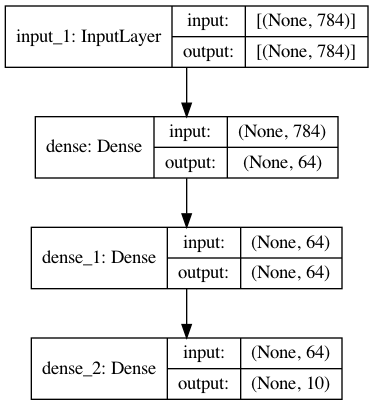 input_1: InputLayer
input: [(None, 784)]
output: [(None, 784)]
dense: Dense
input: (None, 784)
output: (None, 64)
dense_1: Dense
input: (None, 64)
output: (None, 64)
dense_2: Dense
input: (None, 64)
output: (None, 10)